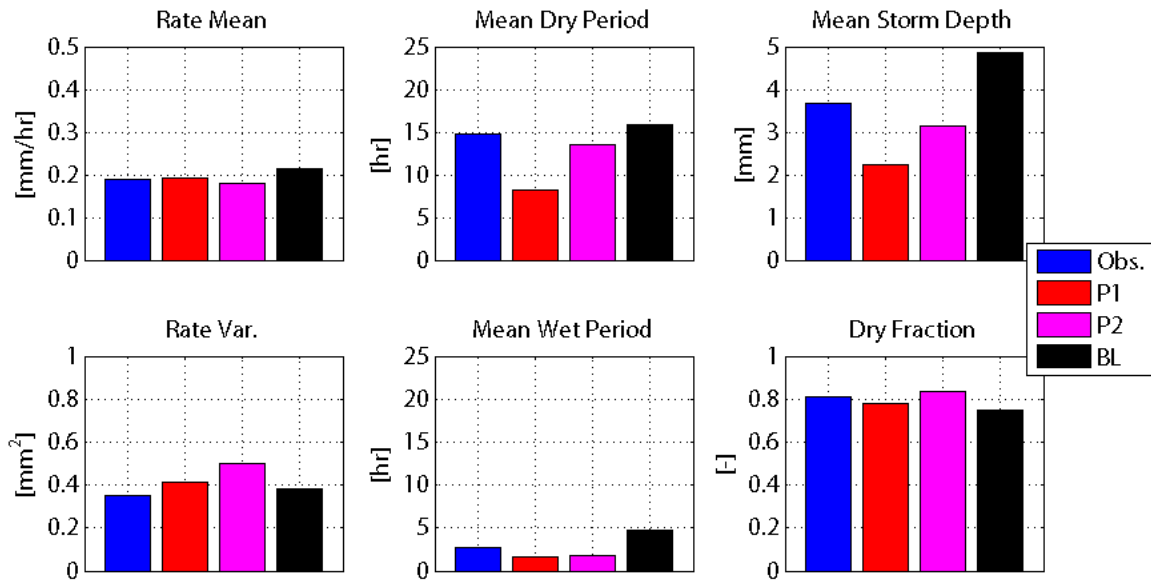 Rate Mean
0.5
0.4
0.3
0.2
0.1
0
[mm/hr]
Mean Dry Period
25
20
15
10
5
0
[hr]
Mean Storm Depth
5
4
3
2
1
0
[mm]
Obs.
P1
P2
BL
Rate Var.
1
0.8
0.6
0.4
0.2
0
[mm²]
Mean Wet Period
25
20
15
10
5
0
[hr]
Dry Fraction
1
0.8
0.6
0.4
0.2
0
[-]